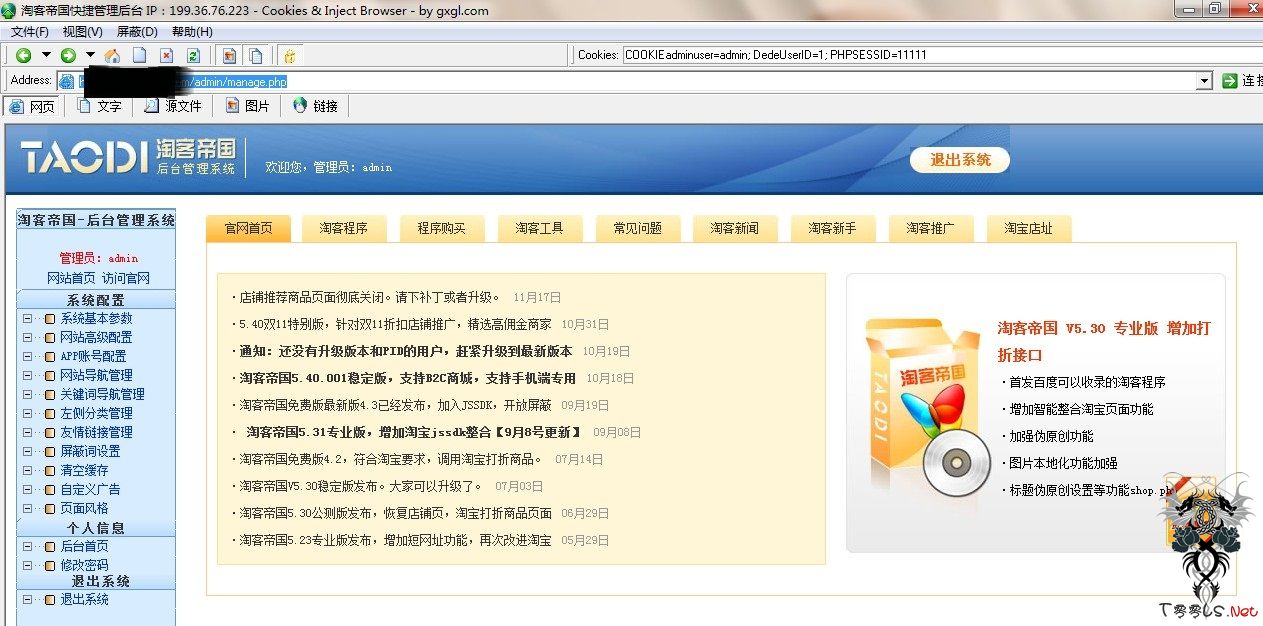 淘客帝国快捷管理后台 IP：199.36.76.223 - Cookies & Inject Browser - by gxgl.com
文件(F) 视图(V) 屏蔽(D) 帮助(H)
Cookies: COOKIEadminuser=admin; DedeUserID=1; PHPSESSID=11111
Address: m/admin/manage.php
网页 文字 源文件 图片 链接
TAODI 淘客帝国
后台管理系统
欢迎您，管理员：admin
退出系统
淘客帝国-后台管理系统
管理员：admin
网站首页 访问官网
系统配置
系统基本参数
网站高级配置
APP账号配置
网站导航管理
关键词导航管理
左侧分类管理
友情链接管理
屏蔽词设置
清空缓存
自定义广告
页面风格
个人信息
后台首页
修改密码
退出系统
退出系统
官网首页 淘客程序 程序购买 淘客工具 常见问题 淘客新闻 淘客新手 淘客推广 淘宝店址
·店铺推荐商品页面彻底关闭。请下补丁或者升级。 11月17日
·5.40双11特别版，针对双11折扣店铺推广，精选高佣金商家 10月31日
·通知：还没有升级版本和PID的用户，赶紧升级到最新版本 10月19日
·淘客帝国5.40.001稳定版，支持B2C商城，支持手机端专用 10月18日
·淘客帝国免费版最新版4.3已经发布，加入JSSDK，开放屏蔽 09月19日
· 淘客帝国5.31专业版，增加淘宝jssdk整合【9月8号更新】 09月08日
·淘客帝国免费版4.2，符合淘宝要求，调用淘宝打折商品。 07月14日
·淘客帝国V5.30稳定版发布。大家可以升级了。 07月03日
·淘客帝国5.30公测版发布，恢复店铺页，淘宝打折商品页面 06月29日
·淘客帝国5.23专业版发布，增加短网址功能，再次改进淘宝 05月29日
淘客帝国
TAODI
淘客帝国 V5.30 专业版 增加打
折接口
·首发百度可以收录的淘客程序
·增加智能整合淘宝页面功能
·加强伪原创功能
·图片本地化功能加强
·标题伪原创设置等功能shop.ph
T00LS.Net